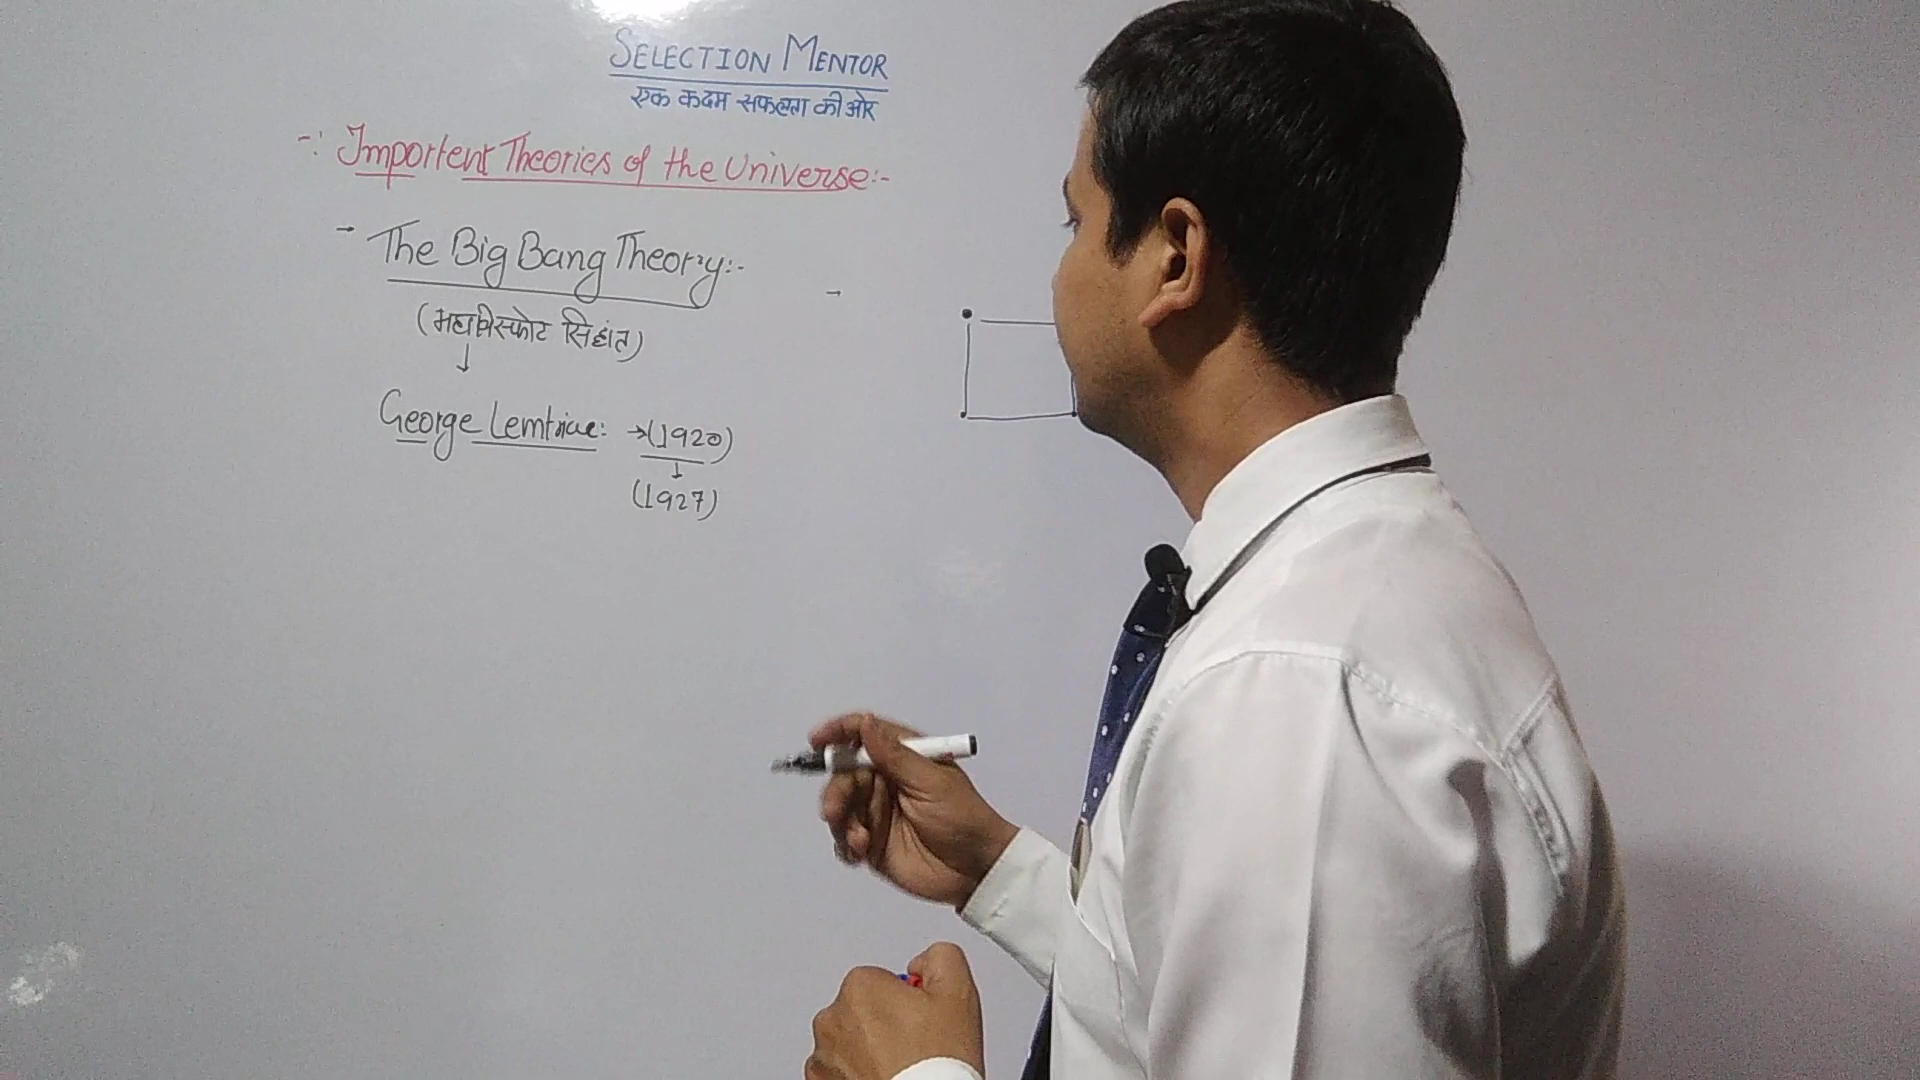 SELECTION MENTOR
एक कदम सफलता की ओर
-: Importent Theories of the Universe:-
- The Big Bang Theory:-
(महाविस्फोट सिद्धांत)
↓
George Lemtriae: →(1920)
↓
(1927)